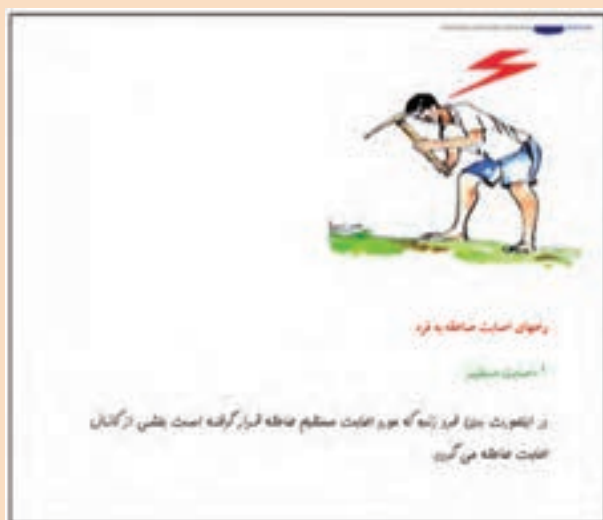 راههای اصابت صاعقه به فرد
۱-اصابت مستقیم
در اینصورت بدن فرد زنده که مورد اصابت مستقیم صاعقه قرار گرفته است بخشی از کانال
اصابت صاعقه می گردد